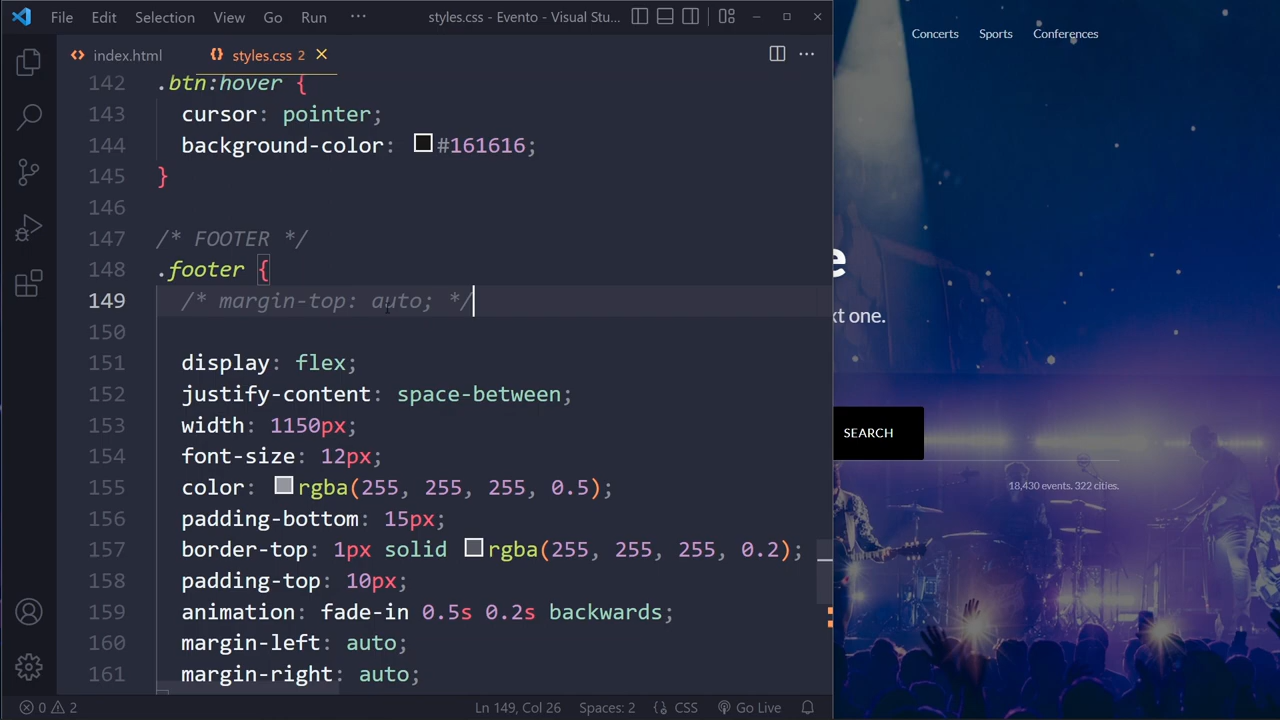 File Edit Selection View Go Run ··· styles.css - Evento - Visual Stu...
index.html styles.css 2
142 .btn:hover {
143 cursor: pointer;
144 background-color: #161616;
145 }
146
147 /* FOOTER */
148 .footer {
149 /* margin-top: auto; */
150
151 display: flex;
152 justify-content: space-between;
153 width: 1150px;
154 font-size: 12px;
155 color: rgba(255, 255, 255, 0.5);
156 padding-bottom: 15px;
157 border-top: 1px solid rgba(255, 255, 255, 0.2);
158 padding-top: 10px;
159 animation: fade-in 0.5s 0.2s backwards;
160 margin-left: auto;
161 margin-right: auto;
0 2 Ln 149, Col 26 Spaces: 2 CSS Go Live
Concerts Sports Conferences
e
xt one.
SEARCH
18,430 events. 322 cities.